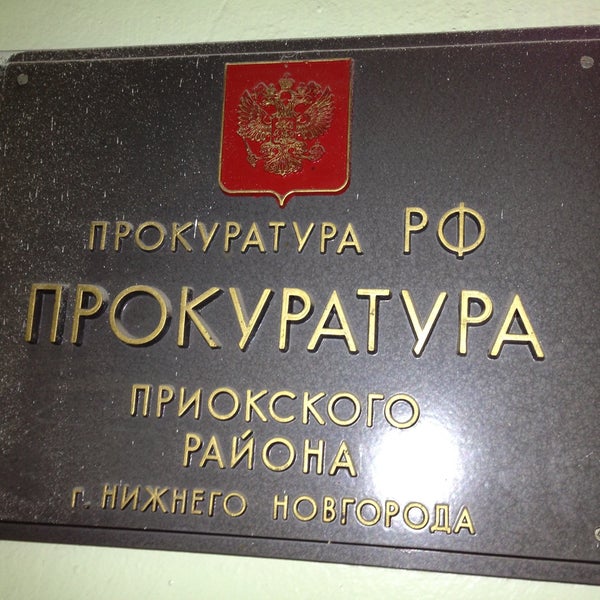 ПРОКУРАТУРА РФ
ПРОКУРАТУРА
ПРИОКСКОГО
РАЙОНА
г. НИЖНЕГО НОВГОРОДА